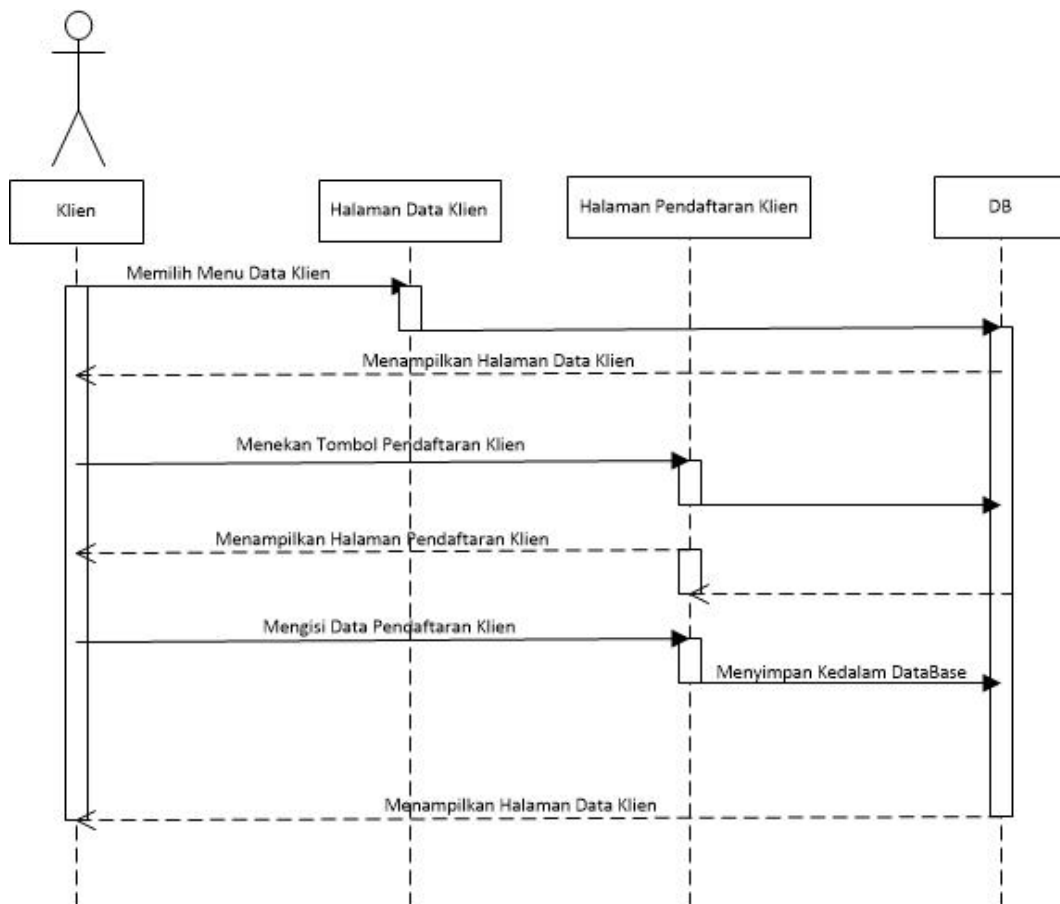 Klien
Halaman Data Klien
Halaman Pendaftaran Klien
DB
Memilih Menu Data Klien
Menampilkan Halaman Data Klien
Menekan Tombol Pendaftaran Klien
Menampilkan Halaman Pendaftaran Klien
Mengisi Data Pendaftaran Klien
Menyimpan Kedalam DataBase
Menampilkan Halaman Data Klien